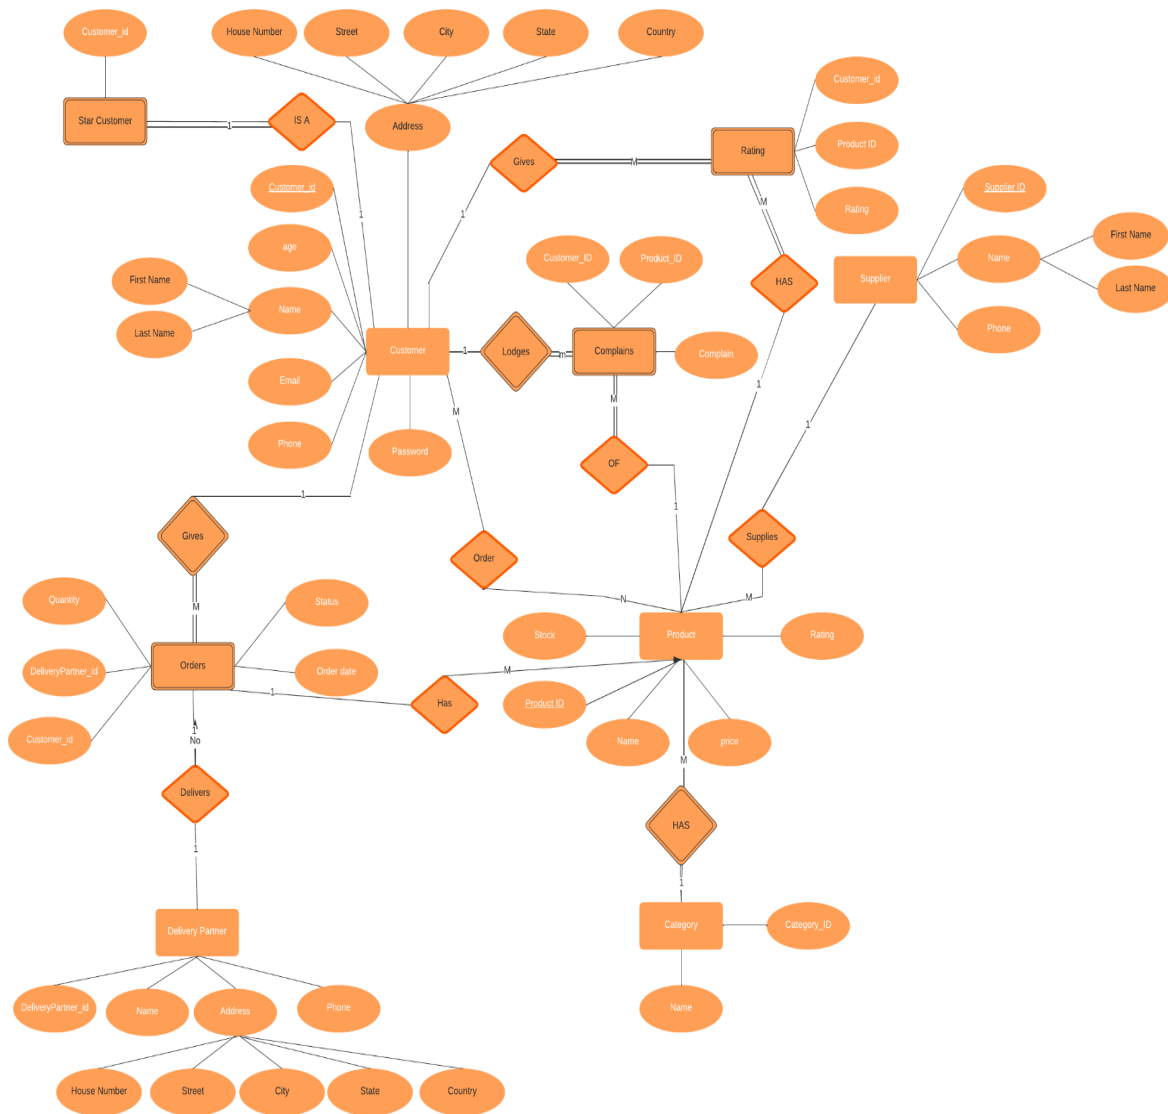 Customer_id
House Number
Street
City
State
Country
Star Customer
1
IS A
Address
Customer_id
Rating
Product ID
Rating
Gives
M
M
1
1
Customer_id
age
First Name
Name
Last Name
Email
Phone
Customer
Password
1
Lodges
m
Customer_ID
Product_ID
Complains
Complain
M
OF
1
HAS
1
Supplier
Supplier ID
Name
First Name
Last Name
Phone
1
Supplies
M
M
Order
N
1
Gives
M
Quantity
Status
DeliveryPartner_id
Orders
Order date
Customer_id
1
Has
M
Stock
Product
Rating
Product ID
Name
price
M
HAS
1
Category
Category_ID
Name
1
No
Delivers
1
Delivery Partner
DeliveryPartner_id
Name
Address
Phone
House Number
Street
City
State
Country